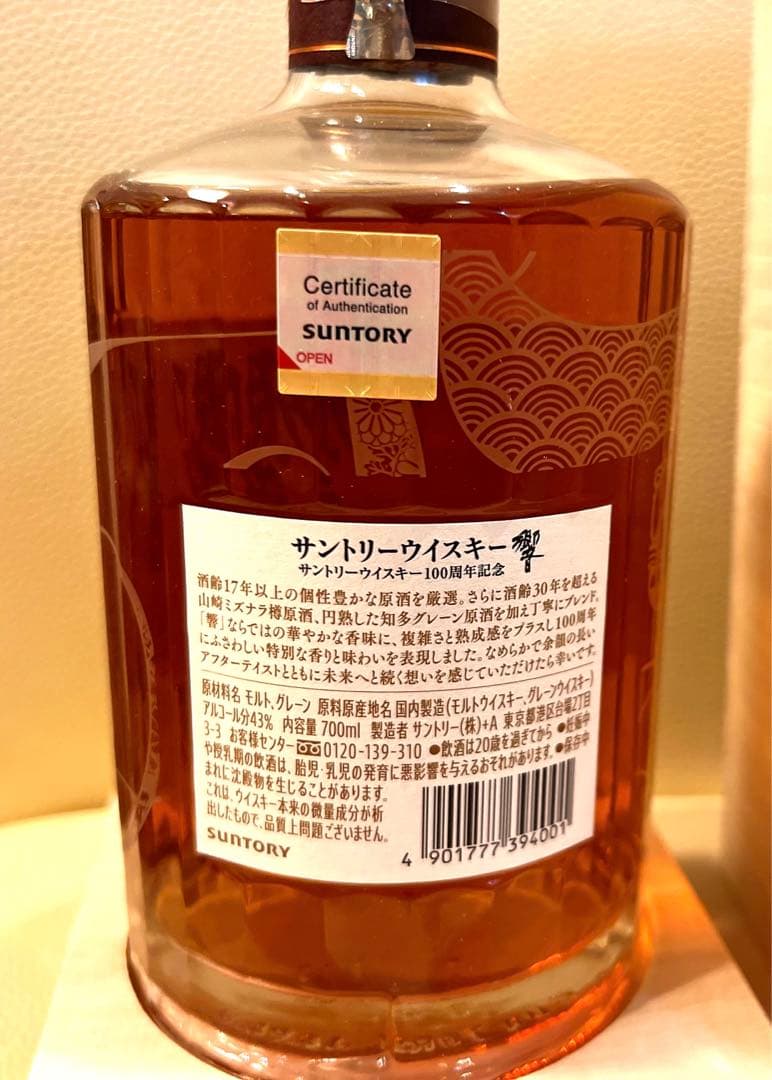 Certificate
of Authentication
SUNTORY
OPEN
サントリーウイスキー 響
サントリーウイスキー100周年記念
酒齢17年以上の個性豊かな原酒を厳選。さらに酒齢30年を超える
山崎ミズナラ樽原酒、円熟した知多グレーン原酒を加え丁寧にブレンド。
「響」ならではの華やかな香味に、複雑さと熟成感をプラスし100周年
にふさわしい特別な香りと味わいを表現しました。なめらかで余韻の長い
アフターテイストとともに未来へと続く想いを感じていただけたら幸いです。
原材料名 モルト、グレーン 原料原産地名 国内製造(モルトウイスキー、グレーンウイスキー)
アルコール分43% 内容量700ml 製造者 サントリー(株)+A 東京都港区台場2丁目
3-3 お客様センター 0120-139-310 ●飲酒は20歳を過ぎてから ●妊娠中
や授乳期の飲酒は、胎児・乳児の発育に悪影響を与えるおそれがあります。 ●保存中
まれに沈殿物を生じることがあります。
これは、ウイスキー本来の微量成分が析
出したもので、品質上問題ございません。
SUNTORY
4 901777 394001